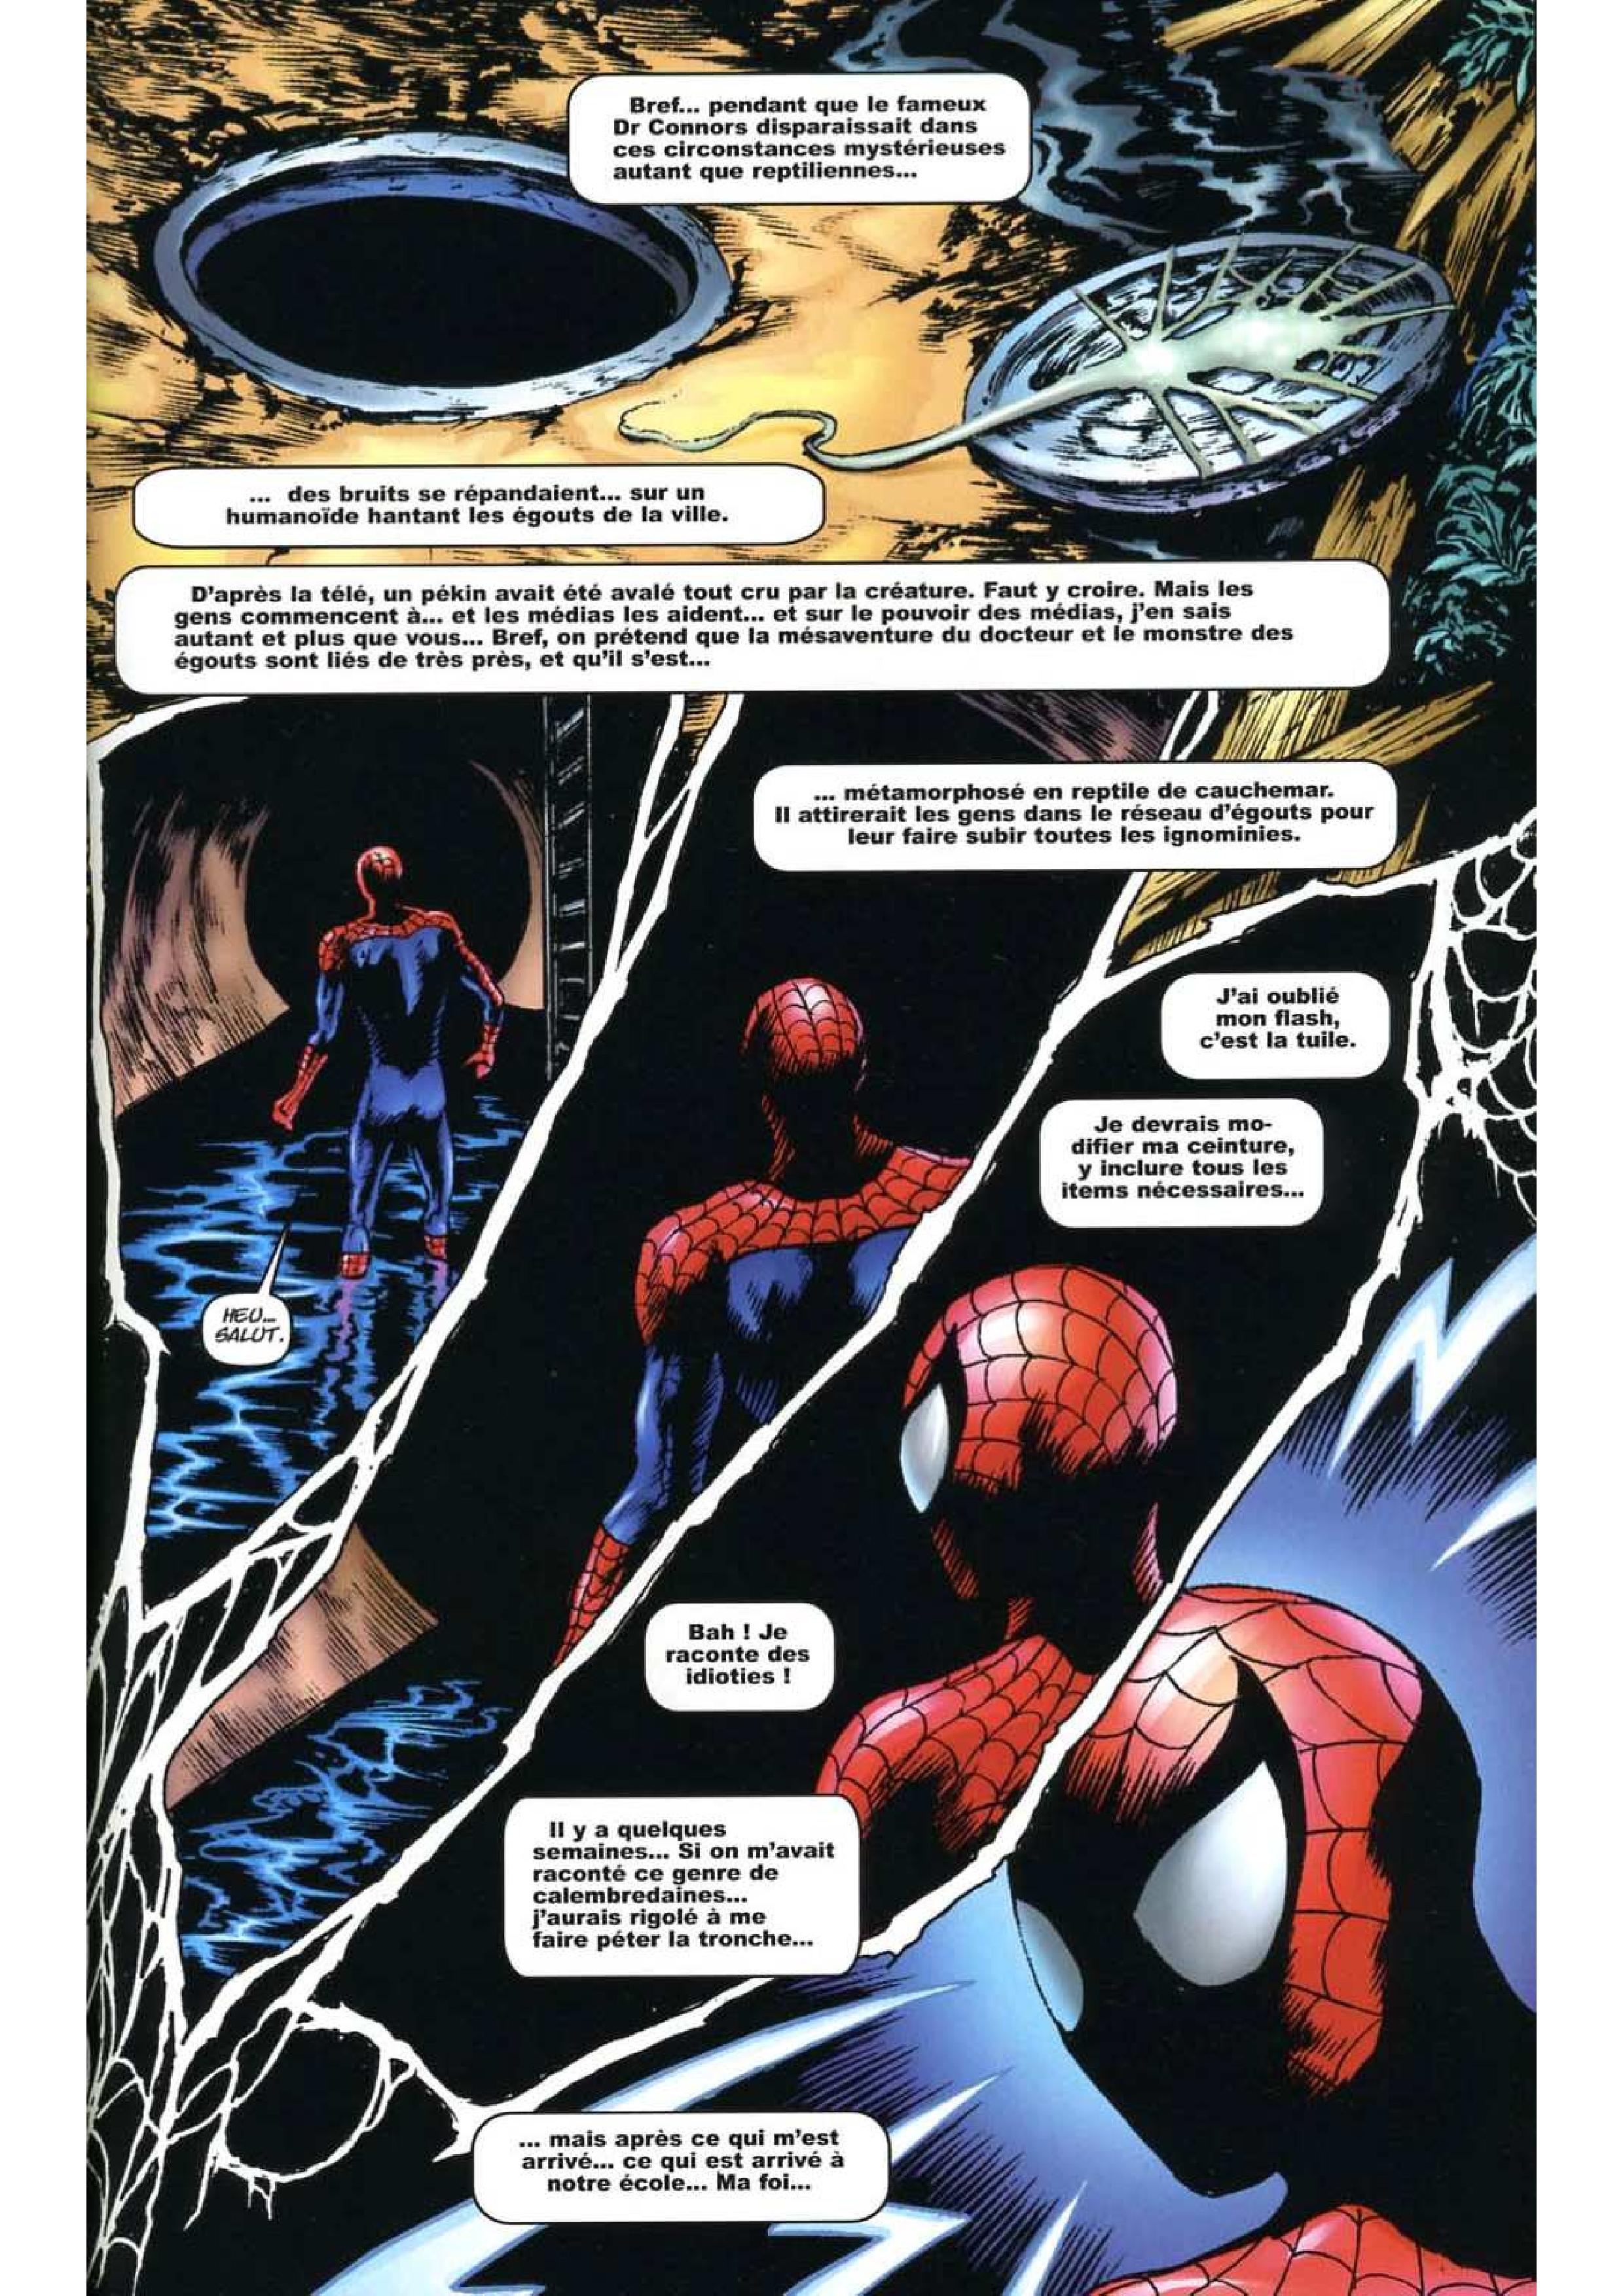 Bref... pendant que le fameux
Dr Connors disparaissait dans
ces circonstances mystérieuses
autant que reptiliennes...
... des bruits se répandaient... sur un
humanoïde hantant les égouts de la ville.
D'après la télé, un pékin avait été avalé tout cru par la créature. Faut y croire. Mais les
gens commencent à... et les médias les aident... et sur le pouvoir des médias, j'en sais
autant et plus que vous... Bref, on prétend que la mésaventure du docteur et le monstre des
égouts sont liés de très près, et qu'il s'est...
... métamorphosé en reptile de cauchemar.
Il attirerait les gens dans le réseau d'égouts pour
leur faire subir toutes les ignominies.
HEU...
SALUT.
J'ai oublié
mon flash,
c'est la tuile.
Je devrais mo-
difier ma ceinture,
y inclure tous les
items nécessaires...
Bah ! Je
raconte des
idioties !
Il y a quelques
semaines... Si on m'avait
raconté ce genre de
calembredaines...
j'aurais rigolé à me
faire péter la tronche...
... mais après ce qui m'est
arrivé... ce qui est arrivé à
notre école... Ma foi...